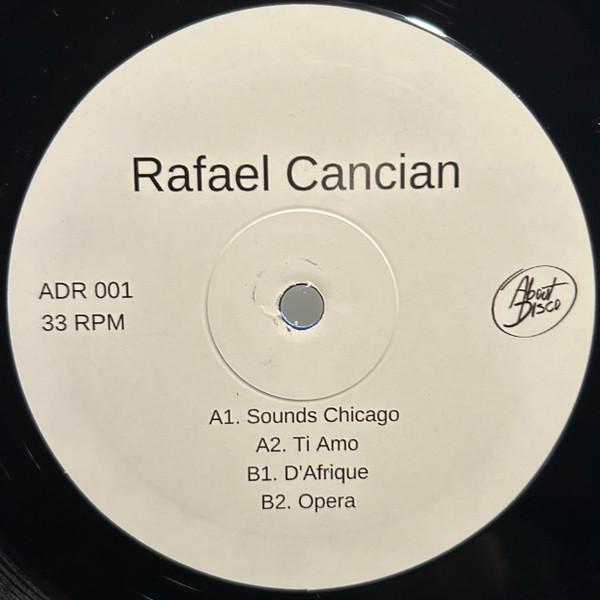 Rafael Cancian
ADR 001
33 RPM
About
Disco
A1. Sounds Chicago
A2. Ti Amo
B1. D'Afrique
B2. Opera